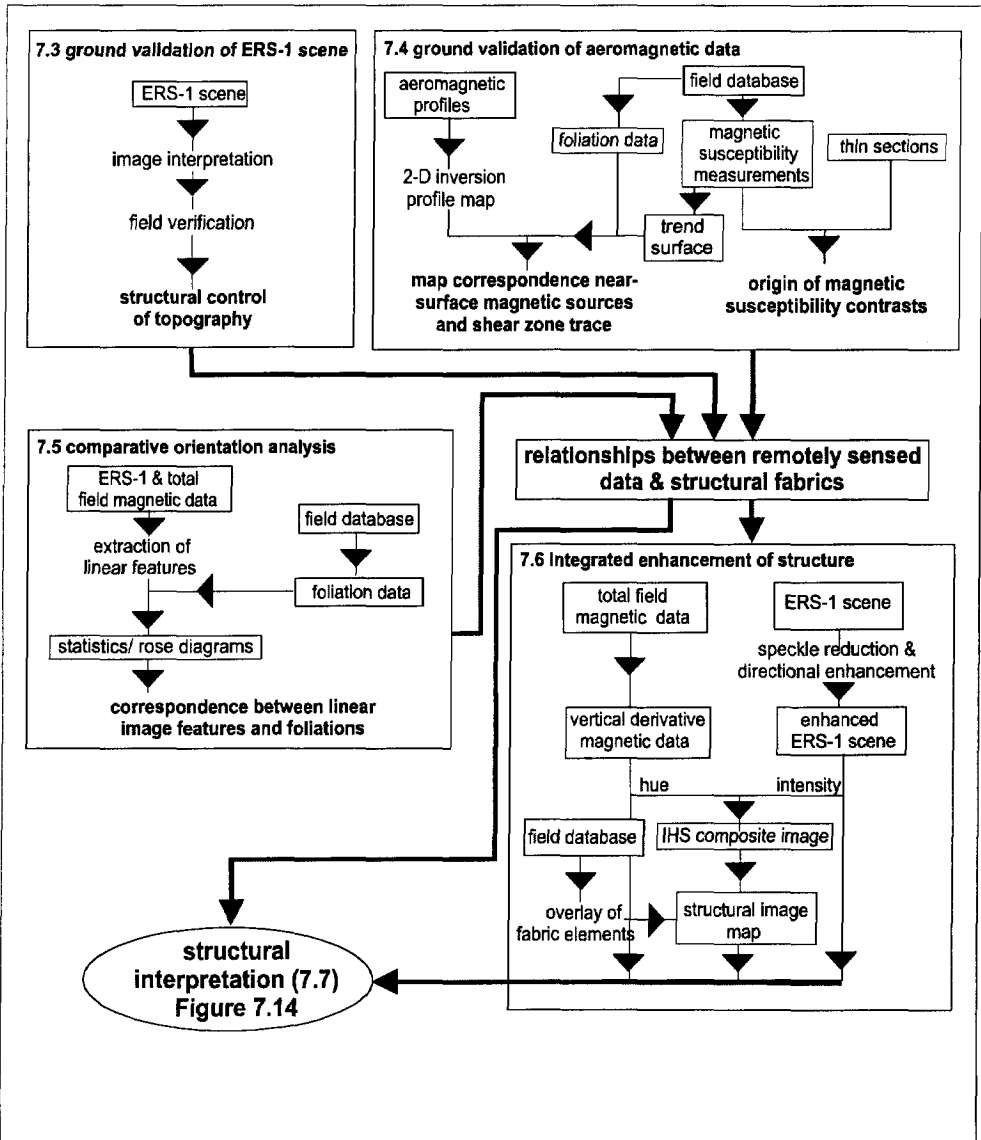 7.3 ground validation of ERS-1 scene
ERS-1 scene
image interpretation
field verification
structural control
of topography
7.4 ground validation of aeromagnetic data
aeromagnetic
profiles
2-D inversion
profile map
foliation data
field database
magnetic
susceptibility
measurements
thin sections
trend
surface
map correspondence near-
surface magnetic sources
and shear zone trace
origin of magnetic
susceptibility contrasts
7.5 comparative orientation analysis
ERS-1 & total
field magnetic data
extraction of
linear features
field database
foliation data
statistics/ rose diagrams
correspondence between linear
image features and foliations
relationships between remotely sensed
data & structural fabrics
7.6 Integrated enhancement of structure
total field
magnetic data
ERS-1 scene
speckle reduction &
directional enhancement
vertical derivative
magnetic data
enhanced
ERS-1 scene
hue
intensity
field database
IHS composite image
overlay of
fabric elements
structural image
map
structural
interpretation (7.7)
Figure 7.14